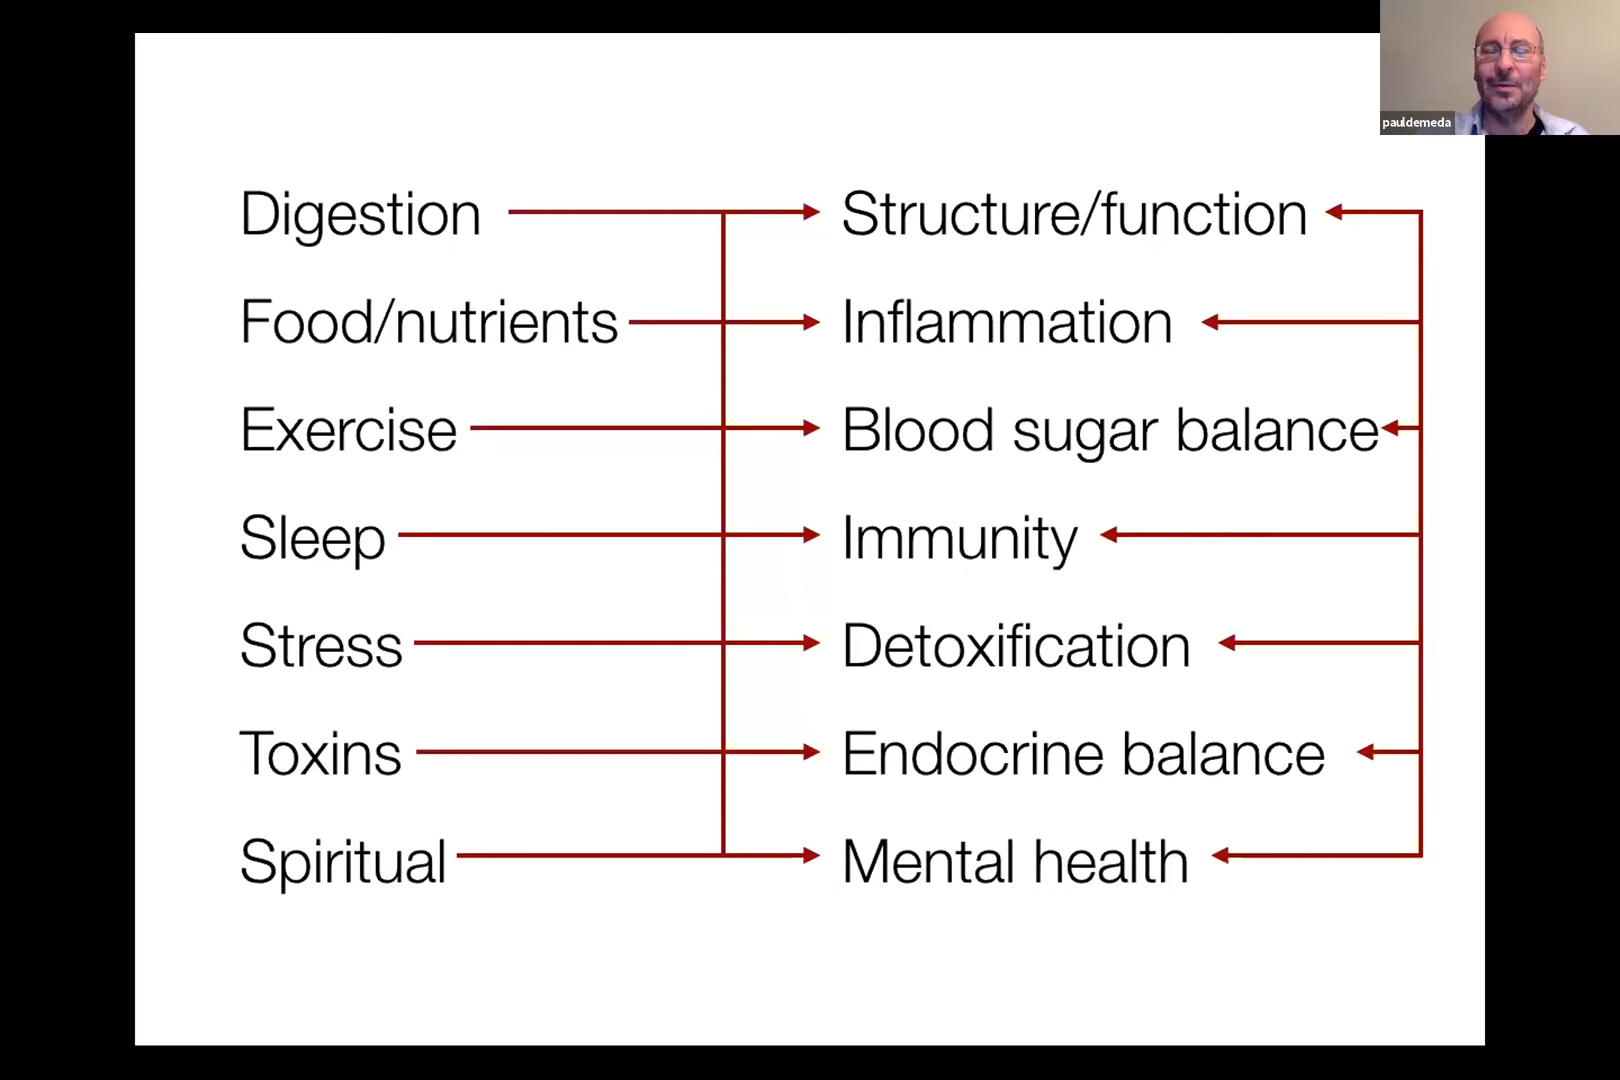 pauldemeda
Digestion
Structure/function
Food/nutrients
Inflammation
Exercise
Blood sugar balance
Sleep
Immunity
Stress
Detoxification
Toxins
Endocrine balance
Spiritual
Mental health